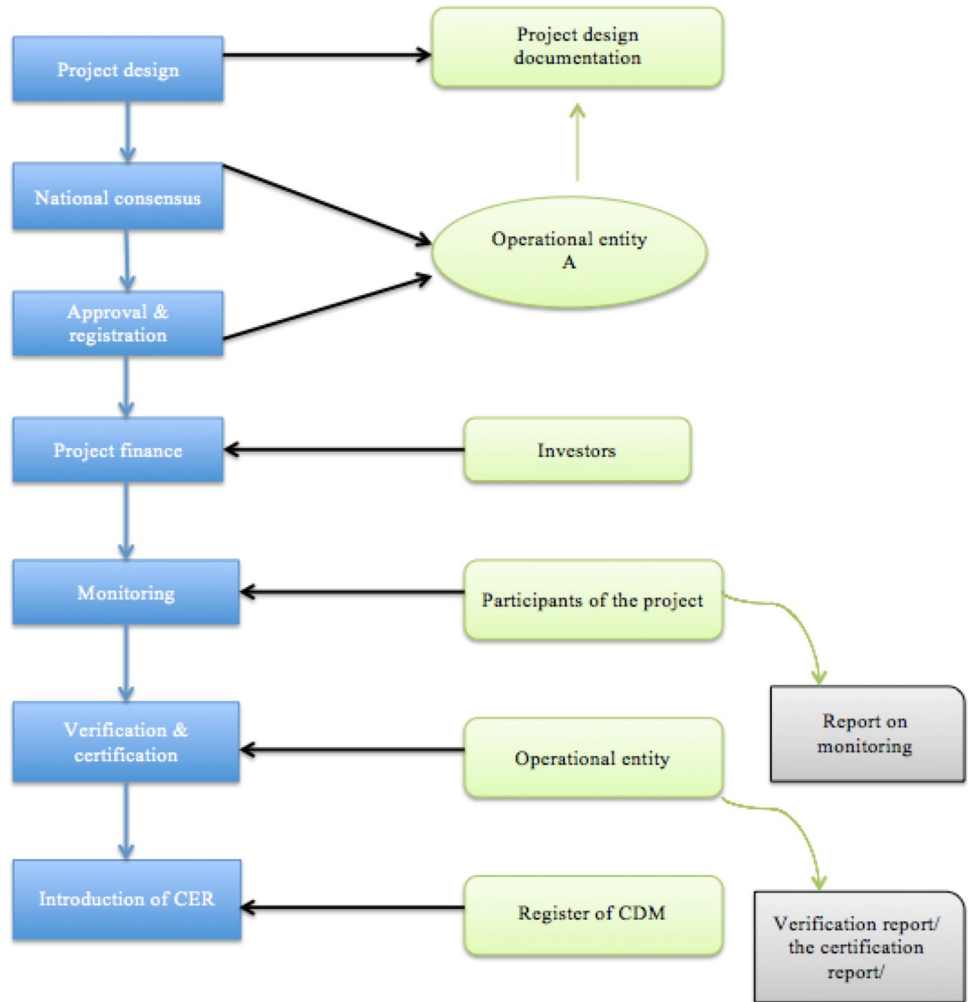 Project design
Project design
documentation
National consensus
Operational entity
A
Approval &
registration
Project finance
Investors
Monitoring
Participants of the project
Report on
monitoring
Verification &
certification
Operational entity
Introduction of CER
Register of CDM
Verification report/
the certification
report/